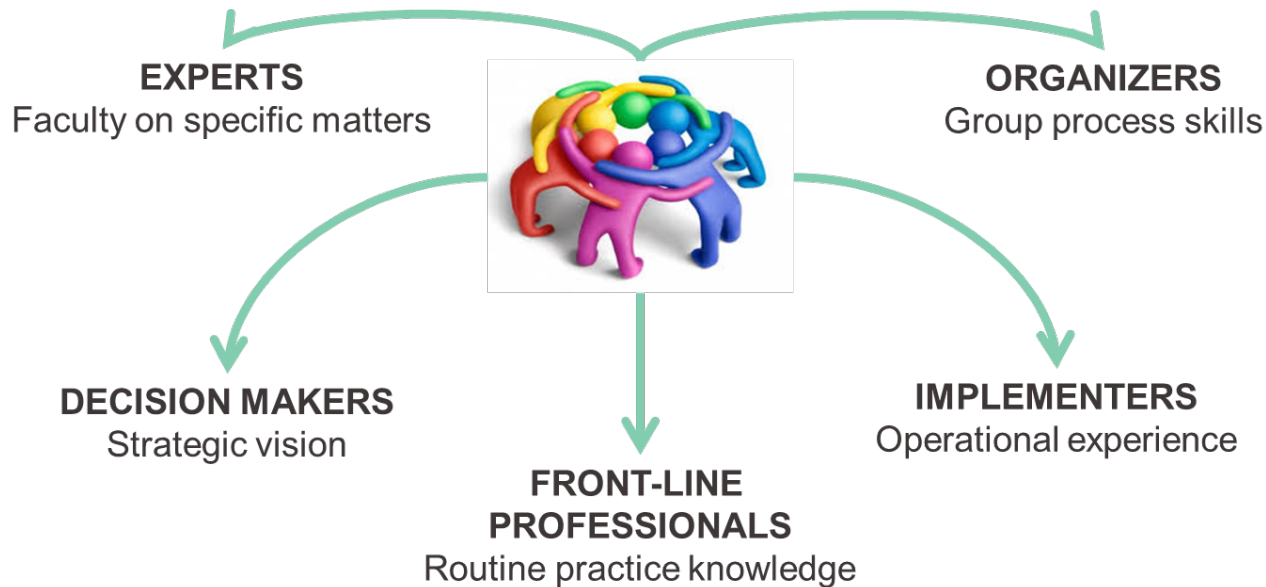 EXPERTS
Faculty on specific matters
ORGANIZERS
Group process skills
DECISION MAKERS
Strategic vision
IMPLEMENTERS
Operational experience
FRONT-LINE
PROFESSIONALS
Routine practice knowledge